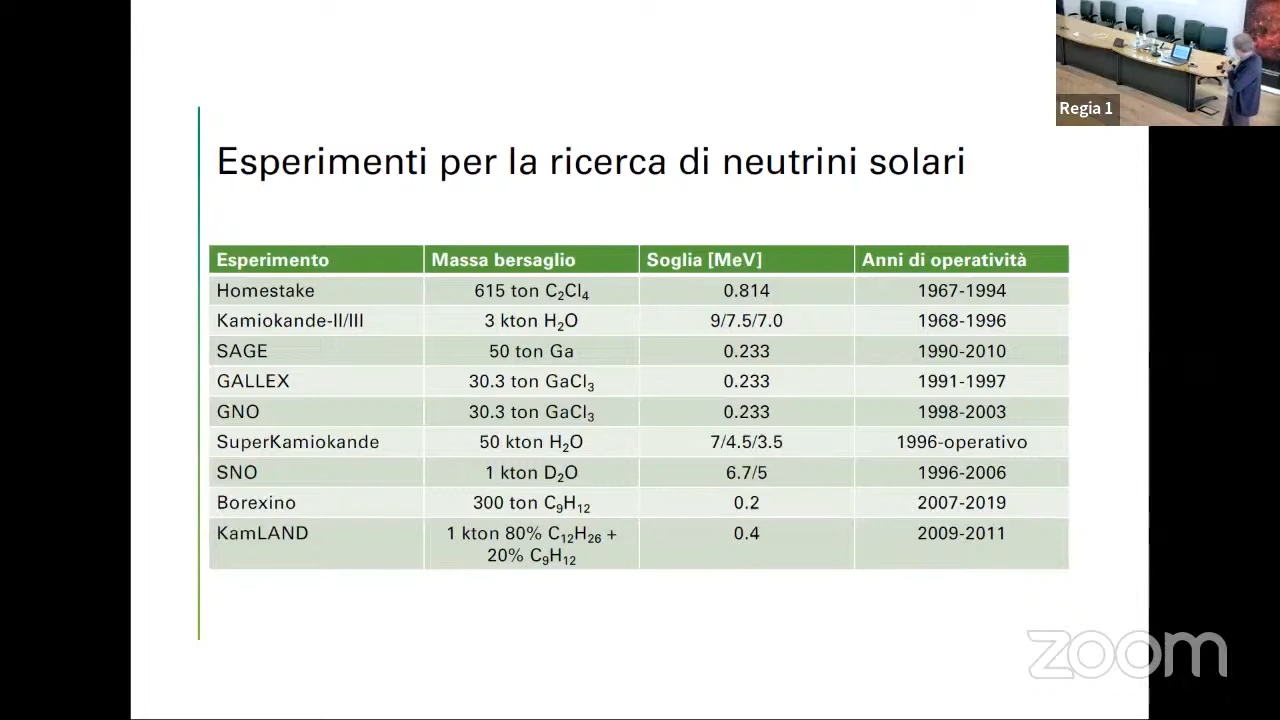 Regia 1
Esperimenti per la ricerca di neutrini solari
Esperimento Massa bersaglio Soglia [MeV] Anni di operatività
Homestake 615 ton C₂Cl₄ 0.814 1967-1994
Kamiokande-II/III 3 kton H₂O 9/7.5/7.0 1968-1996
SAGE 50 ton Ga 0.233 1990-2010
GALLEX 30.3 ton GaCl₃ 0.233 1991-1997
GNO 30.3 ton GaCl₃ 0.233 1998-2003
SuperKamiokande 50 kton H₂O 7/4.5/3.5 1996-operativo
SNO 1 kton D₂O 6.7/5 1996-2006
Borexino 300 ton C₉H₁₂ 0.2 2007-2019
KamLAND 1 kton 80% C₁₂H₂₆ + 0.4 2009-2011
20% C₉H₁₂
zoom